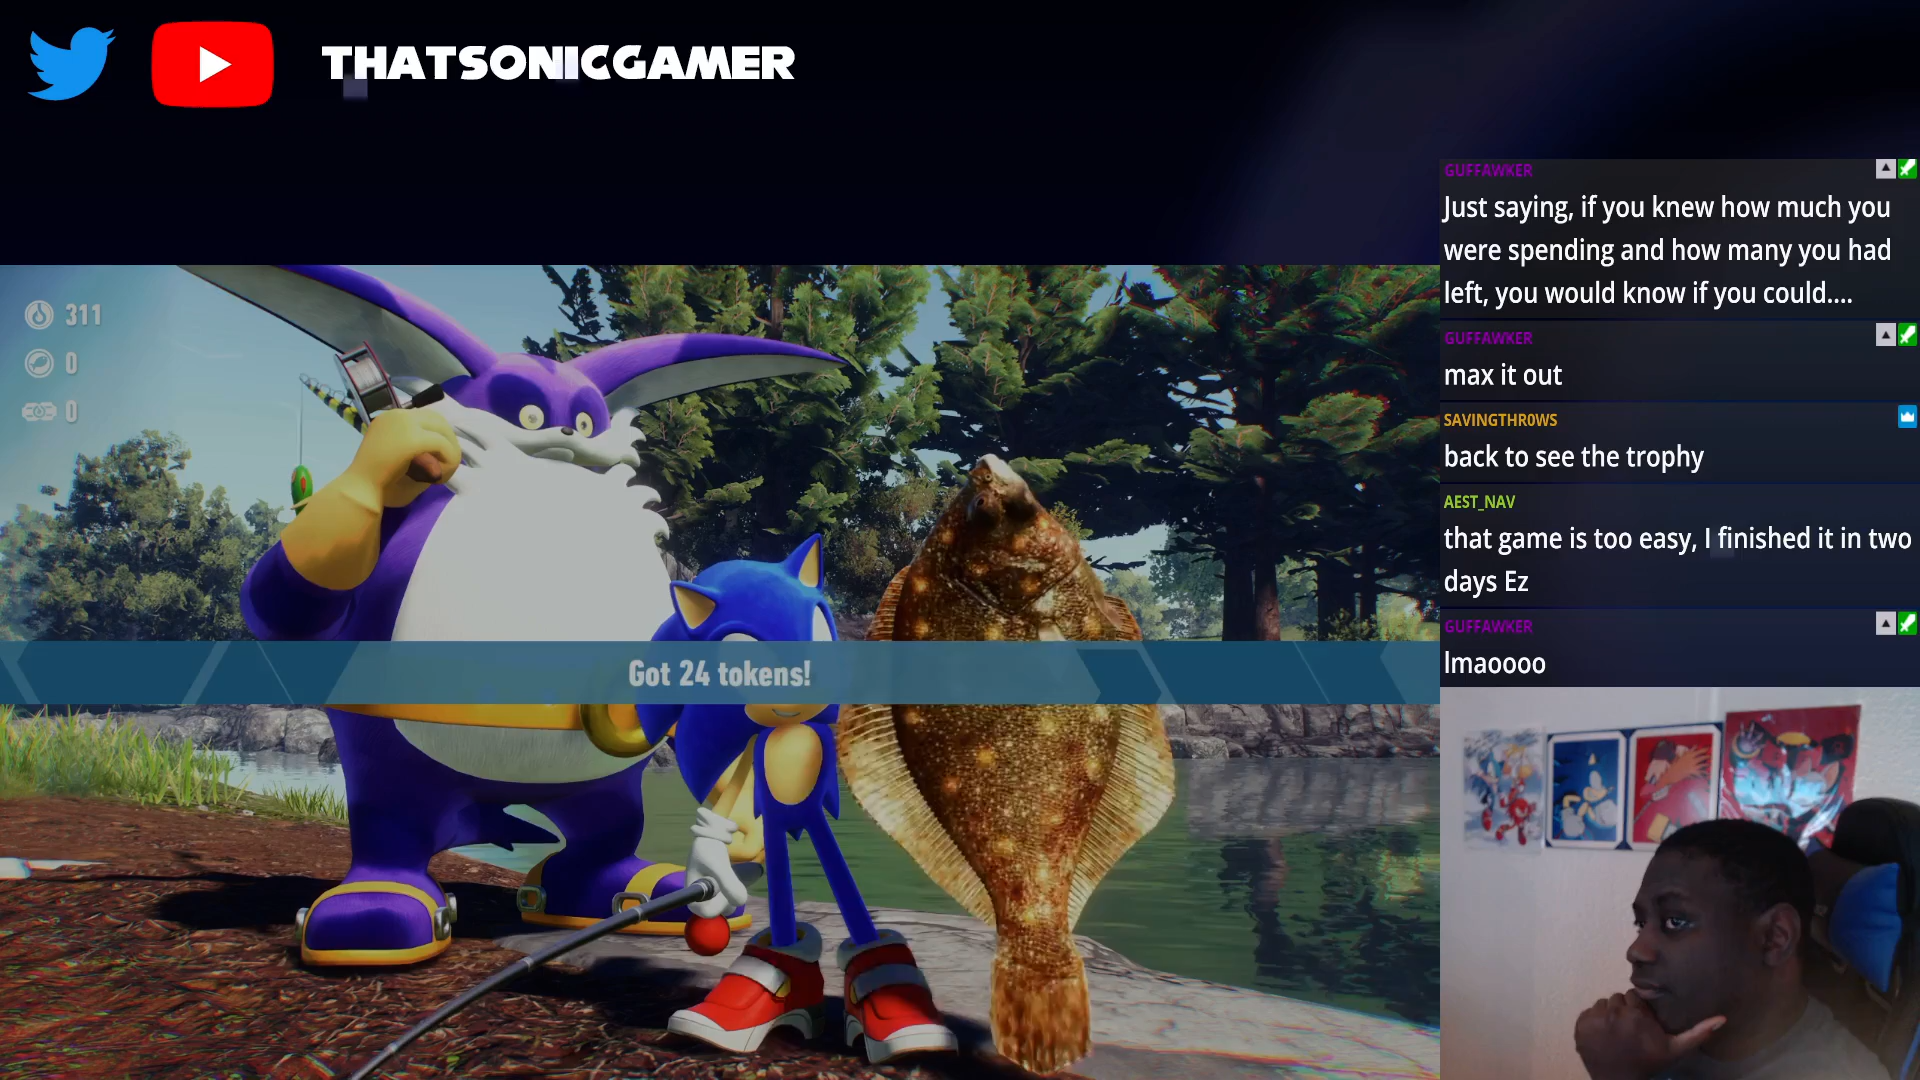 THATSONICGAMER
GUFFAWKER
Just saying, if you knew how much you
were spending and how many you had
left, you would know if you could....
GUFFAWKER
max it out
SAVINGTHR0WS
back to see the trophy
AEST_NAV
that game is too easy, I finished it in two
days Ez
GUFFAWKER
lmaoooo
311
0
0
Got 24 tokens!